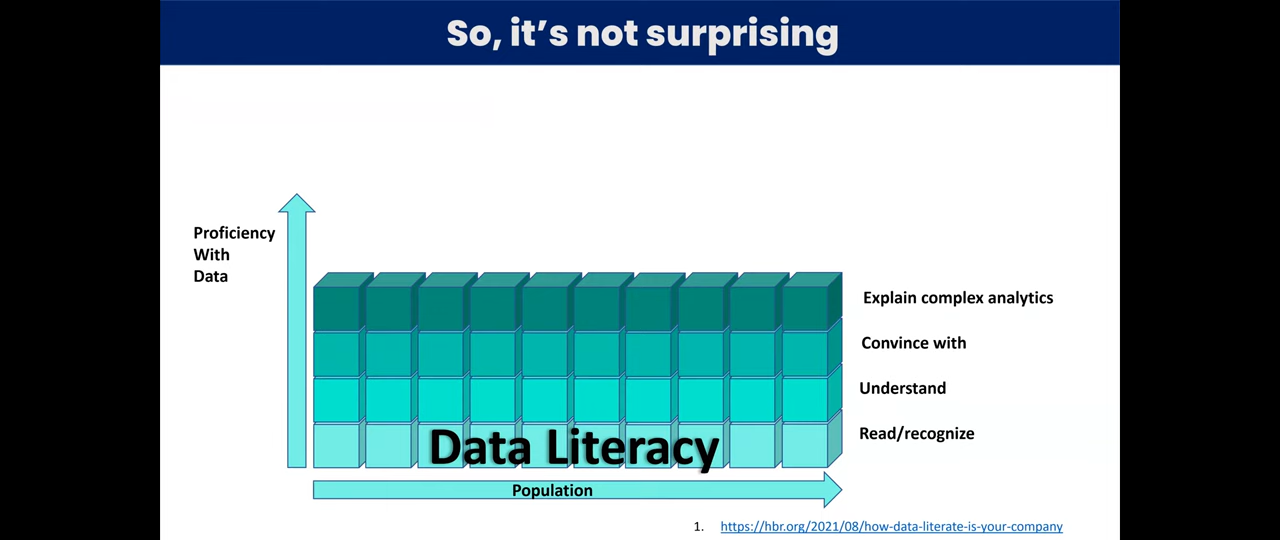 So, it's not surprising
Proficiency
With
Data
Explain complex analytics
Convince with
Understand
Read/recognize
Data Literacy
Population
1. https://hbr.org/2021/08/how-data-literate-is-your-company